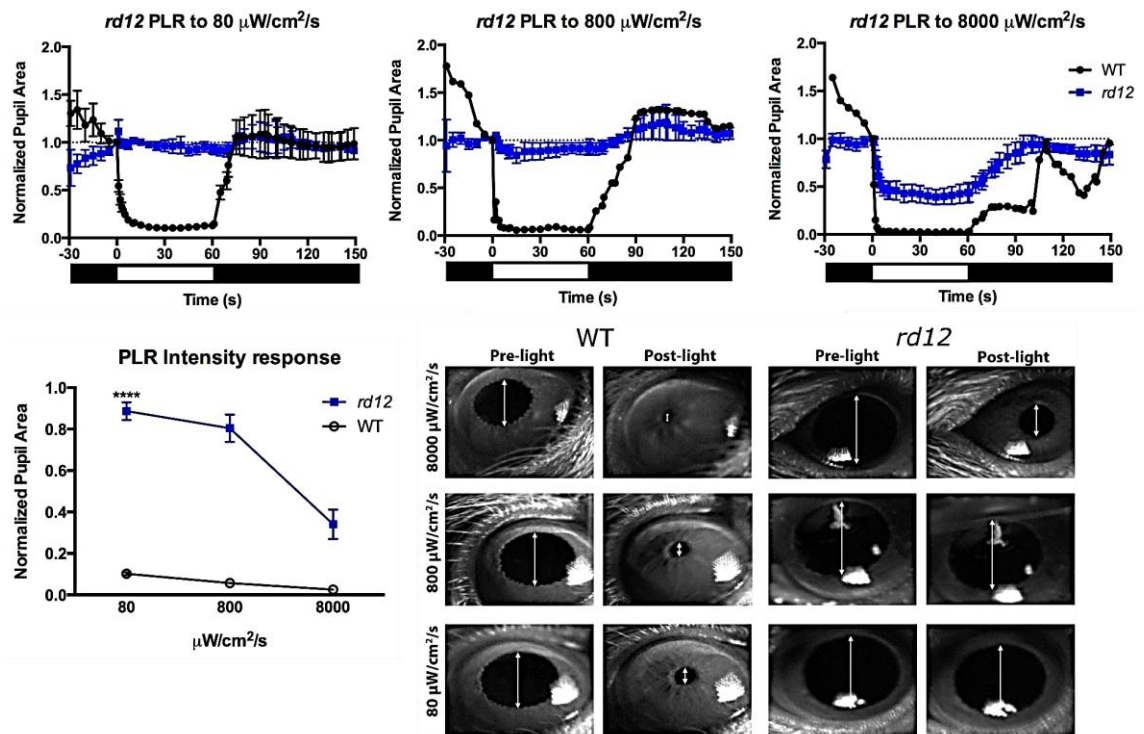 rd12 PLR to 80 μW/cm²/s
Normalized Pupil Area
2.0
1.5
1.0
0.5
0.0
-30 0 30 60 90 120 150
Time (s)
rd12 PLR to 800 μW/cm²/s
Normalized Pupil Area
2.0
1.5
1.0
0.5
0.0
-30 0 30 60 90 120 150
Time (s)
rd12 PLR to 8000 μW/cm²/s
Normalized Pupil Area
2.0
1.5
1.0
0.5
0.0
-30 0 30 60 90 120 150
Time (s)
WT
rd12
PLR Intensity response
Normalized Pupil Area
1.0
0.8
0.6
0.4
0.2
0.0
****
rd12
WT
80 800 8000
μW/cm²/s
WT rd12
Pre-light Post-light Pre-light Post-light
8000 μW/cm²/s
800 μW/cm²/s
80 μW/cm²/s